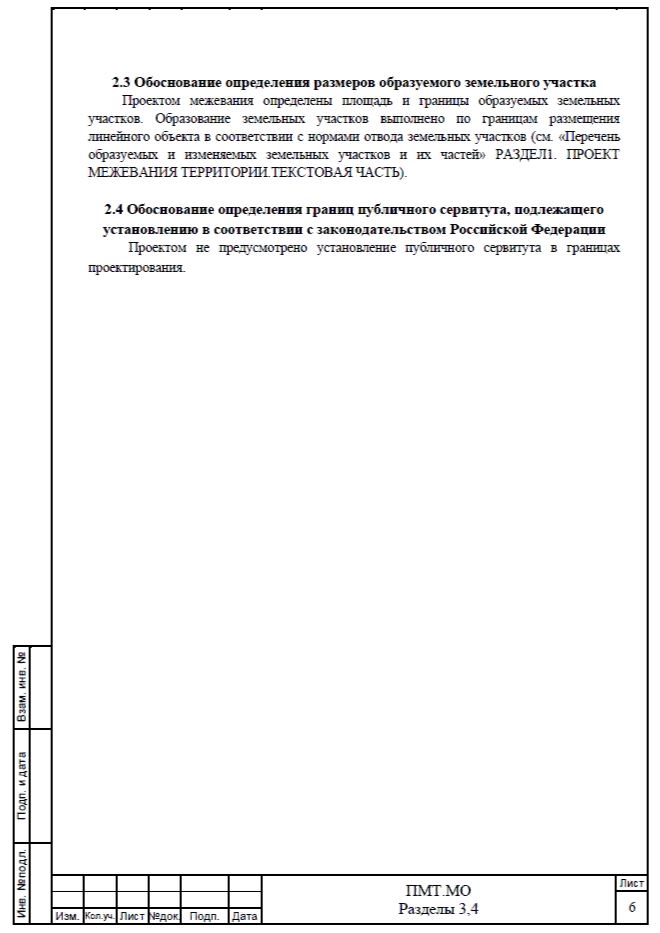 2.3 Обоснование определения размеров образуемого земельного участка
Проектом межевания определены площадь и границы образуемых земельных
участков. Образование земельных участков выполнено по границам размещения
линейного объекта в соответствии с нормами отвода земельных участков (см. «Перечень
образуемых и изменяемых земельных участков и их частей» РАЗДЕЛ1. ПРОЕКТ
МЕЖЕВАНИЯ ТЕРРИТОРИИ.ТЕКСТОВАЯ ЧАСТЬ).
2.4 Обоснование определения границ публичного сервитута, подлежащего
установлению в соответствии с законодательством Российской Федерации
Проектом не предусмотрено установление публичного сервитута в границах
проектирования.
Взам. инв. №
Подп. и дата
Инв. №подл.
Изм. Кол.уч. Лист №док. Подп. Дата
ПМТ.МО
Разделы 3,4
Лист
6